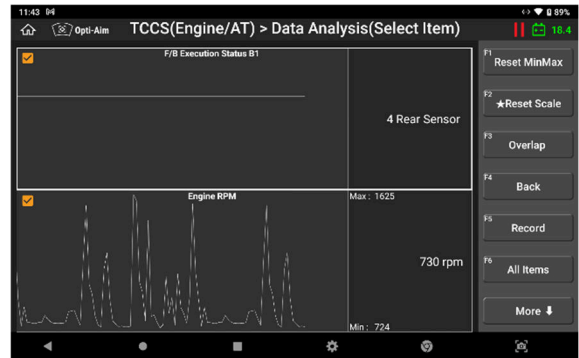 11:43
89%
Opti-Aim
TCCS(Engine/AT) > Data Analysis(Select Item)
18.4
F/B Execution Status B1
4 Rear Sensor
Engine RPM
Max : 1625
730 rpm
Min : 724
F1
Reset MinMax
F2
★Reset Scale
F3
Overlap
F4
Back
F5
Record
F6
All Items
More ⬇